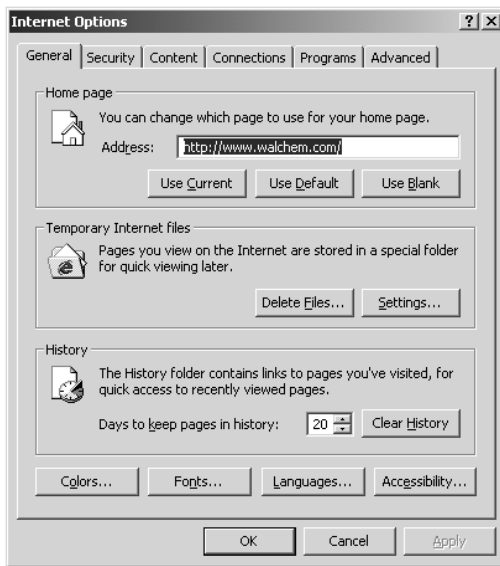 Internet Options
General Security Content Connections Programs Advanced
Home page
You can change which page to use for your home page.
Address: http://www.walchem.com/
Use Current Use Default Use Blank
Temporary Internet files
Pages you view on the Internet are stored in a special folder
for quick viewing later.
Delete Files... Settings...
History
The History folder contains links to pages you've visited, for
quick access to recently viewed pages.
Days to keep pages in history: 20 Clear History
Colors... Fonts... Languages... Accessibility...
OK Cancel Apply